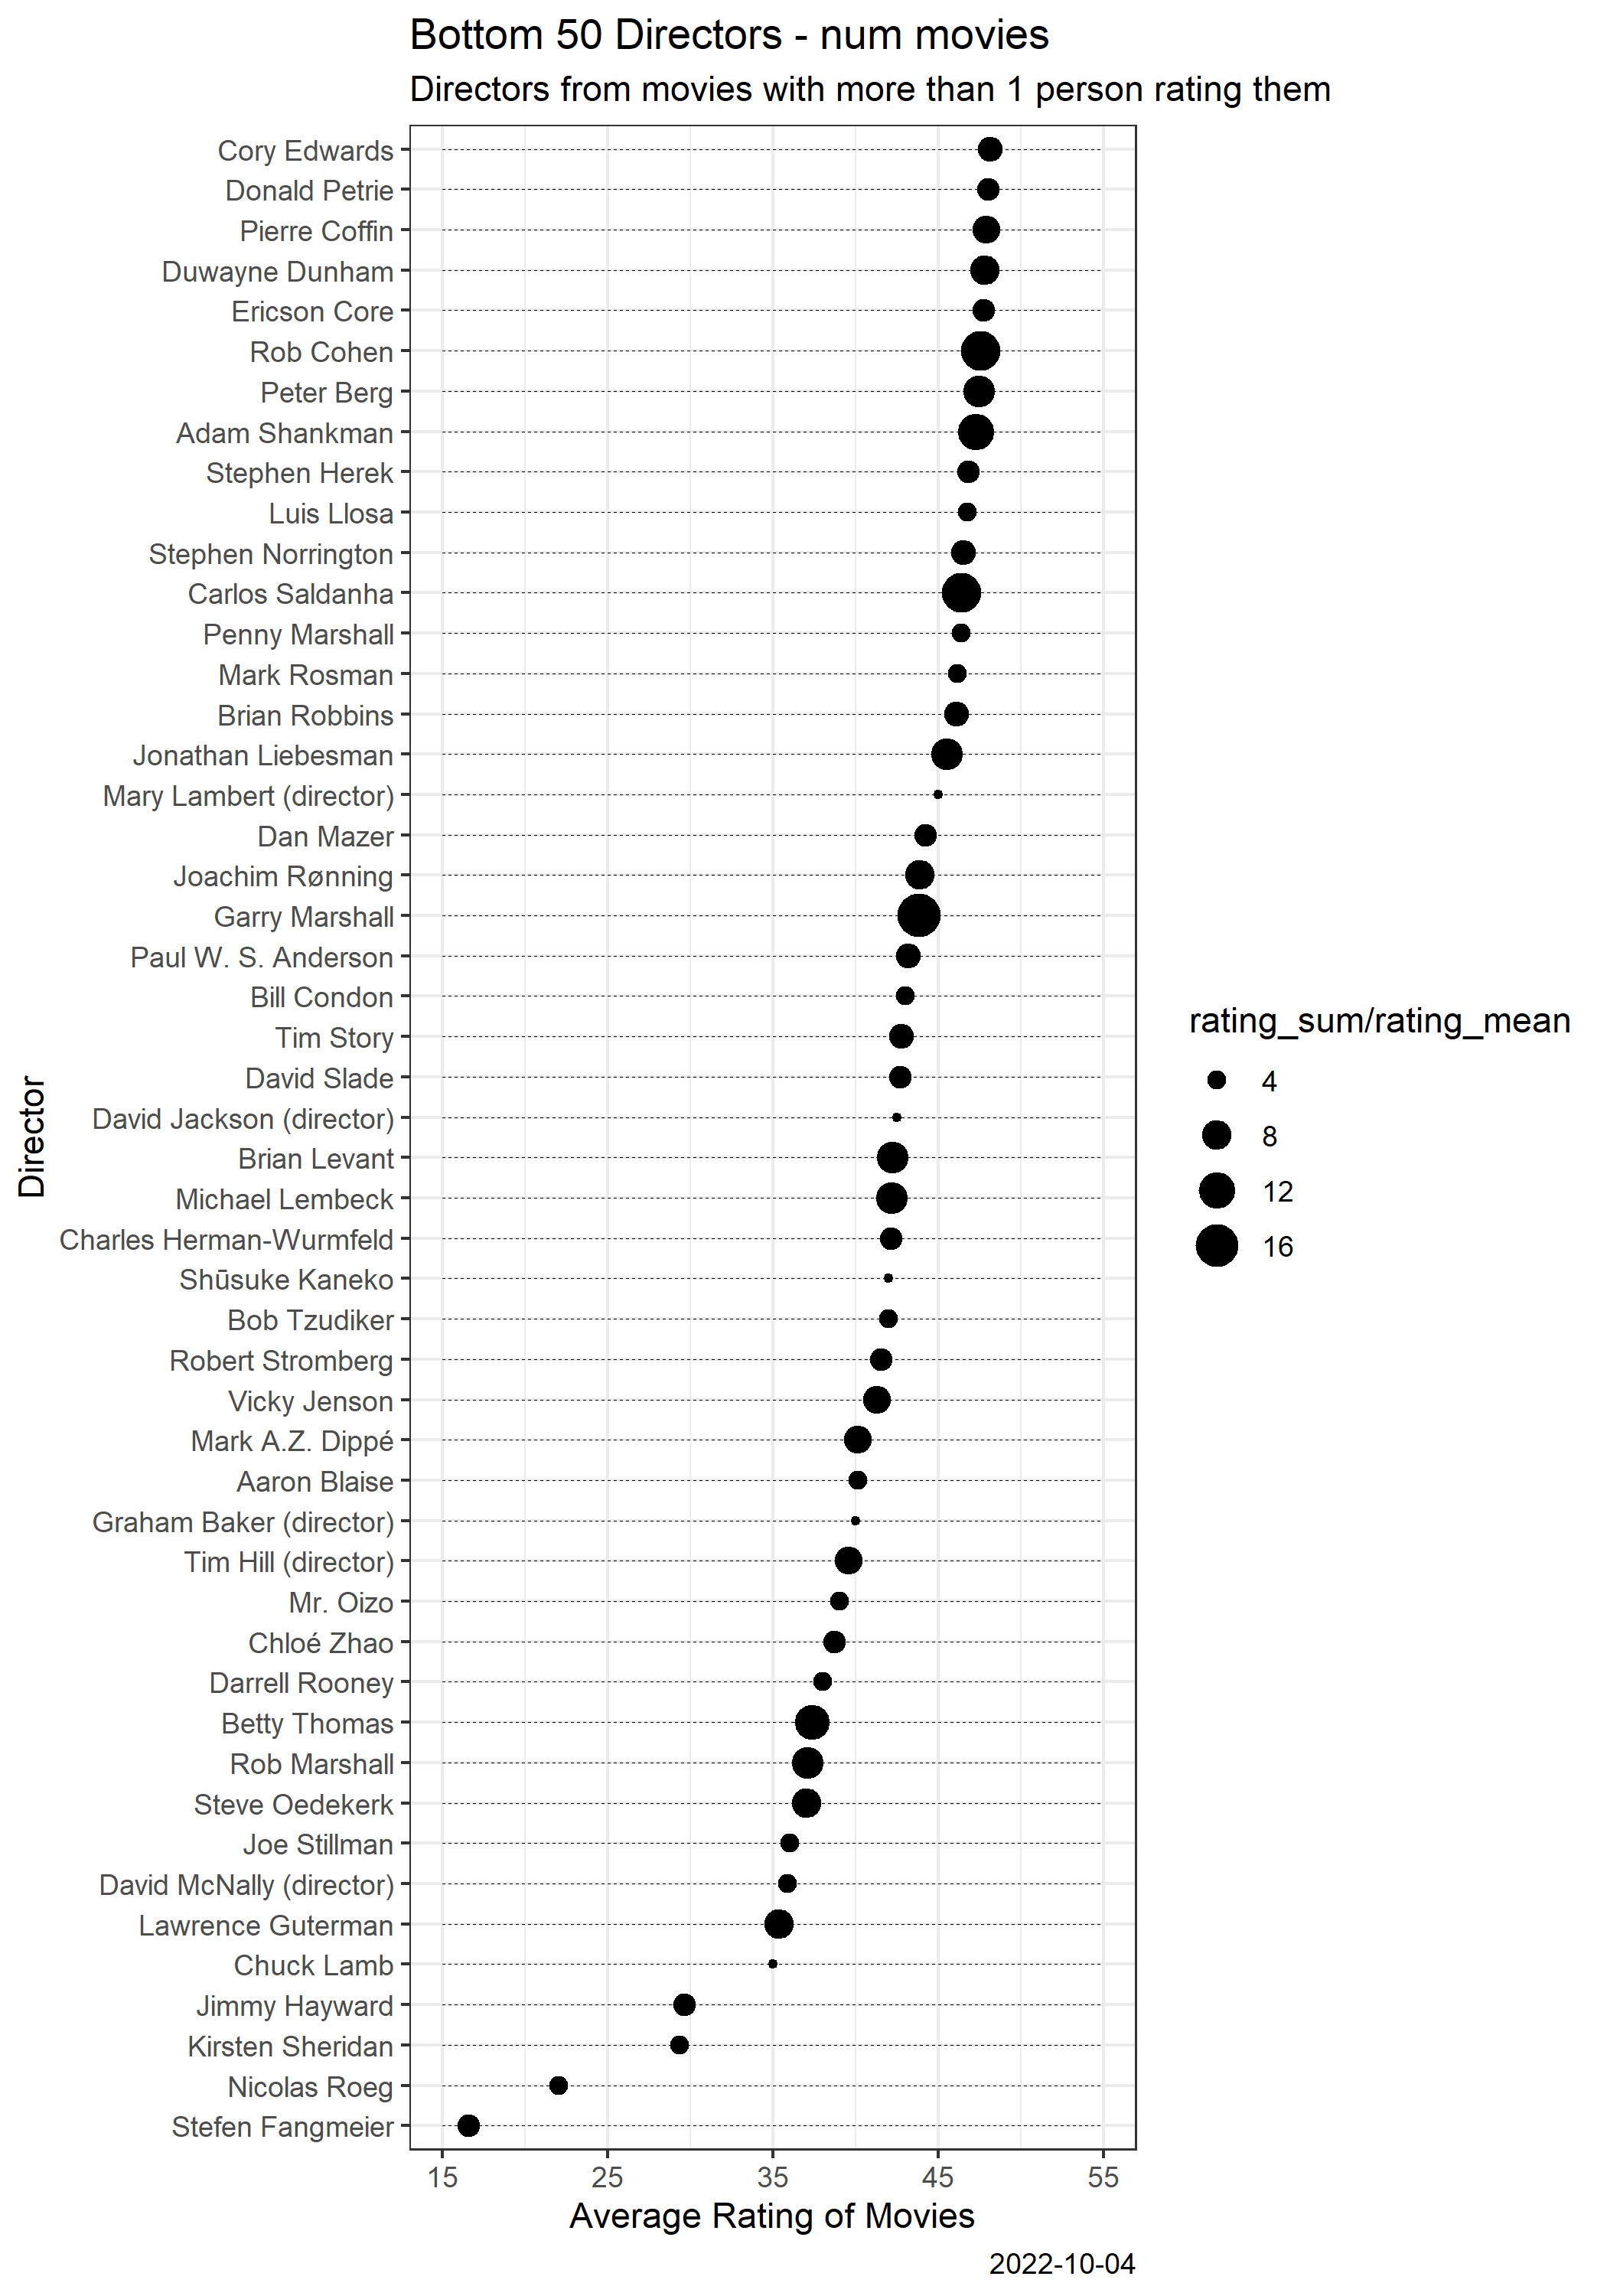 Bottom 50 Directors - num movies
Directors from movies with more than 1 person rating them
Cory Edwards
Donald Petrie
Pierre Coffin
Duwayne Dunham
Ericson Core
Rob Cohen
Peter Berg
Adam Shankman
Stephen Herek
Luis Llosa
Stephen Norrington
Carlos Saldanha
Penny Marshall
Mark Rosman
Brian Robbins
Jonathan Liebesman
Mary Lambert (director)
Dan Mazer
Joachim Rønning
Garry Marshall
Paul W. S. Anderson
Bill Condon
Tim Story
David Slade
David Jackson (director)
Brian Levant
Michael Lembeck
Charles Herman-Wurmfeld
Shūsuke Kaneko
Bob Tzudiker
Robert Stromberg
Vicky Jenson
Mark A.Z. Dippé
Aaron Blaise
Graham Baker (director)
Tim Hill (director)
Mr. Oizo
Chloé Zhao
Darrell Rooney
Betty Thomas
Rob Marshall
Steve Oedekerk
Joe Stillman
David McNally (director)
Lawrence Guterman
Chuck Lamb
Jimmy Hayward
Kirsten Sheridan
Nicolas Roeg
Stefen Fangmeier
Director
15 25 35 45 55
Average Rating of Movies
rating_sum/rating_mean
4
8
12
16
2022-10-04